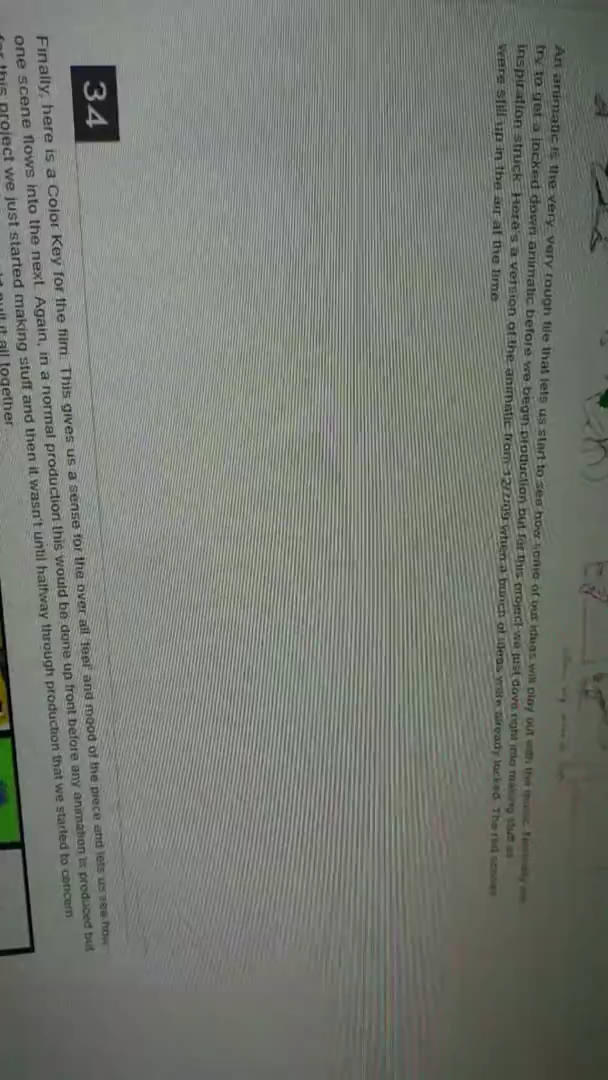 An animatic is the very, very rough file that lets us start to see how some of our ideas will play out with the music. Normally we
try to get a locked down animatic before we begin production but for this project we just dove right into making stuff as
inspiration struck. Here's a version of the animatic from when a bunch of ideas were already locked. The red scenes
were still up in the air at the time.
34
Finally, here is a Color Key for the film. This gives us a sense for the over all 'feel' and mood of the piece and lets us see how
one scene flows into the next. Again, in a normal production this would be done up front before any animation is produced but
for this project we just started making stuff and then it wasn't until halfway through production that we started to concern
pull it all together